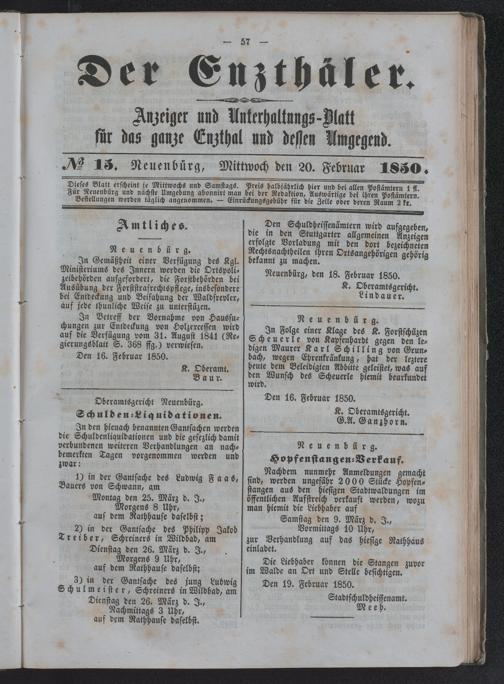 — 57 —
Der Enzthäler.
Anzeiger und Unterhaltungs-Blatt
für das ganze Enzthal und dessen Umgegend.
№ 15. Neuenbürg, Mittwoch den 20. Februar 1850.
Dieses Blatt erscheint je Mittwochs und Samstags. Preis halbjährlich hier und bei allen Postämtern 1 fl.
Für Neuenbürg und nächste Umgebung abonnirt man bei der Redaktion, Auswärtige bei ihren Postämtern.
Bestellungen werden täglich angenommen. — Einrückungsgebühr für die Zeile oder deren Raum 2 kr.
Amtliches.
Neuenbürg.
In Gemäßheit einer Verfügung des Kgl.
Ministeriums des Innern werden die Ortspoli-
zeibehörden aufgefordert, die Forstbehörden bei
Ausübung der Forststrafrechtspflege, insbesondere
bei Entdeckung und Beifahung der Waldfrevler,
auf jede thunliche Weise zu unterstützen.
In Betreff der Vornahme von Haussu-
chungen zur Entdeckung von Holzexcessen wird
auf die Verfügung vom 31. August 1841 (Re-
gierungsblatt S. 368 ffg.) verwiesen.
Den 16. Februar 1850.
K. Oberamt.
Baur.
Oberamtsgericht Neuenbürg.
Schulden-Liquidationen.
In den hienach benannten Gantsachen werden
die Schuldenliquidationen und die gesetzlich damit
verbundenen weiteren Verhandlungen an nach-
bemerkten Tagen vorgenommen werden und
zwar:
1) in der Gantsache des Ludwig Faas,
Bauers von Schwann, am
Montag den 25. März d. J.,
Morgens 8 Uhr,
auf dem Rathhause daselbst;
2) in der Gantsache des Philipp Jakob
Treiber, Schreiners in Wildbad, am
Dienstag den 26. März d. J.,
Morgens 9 Uhr,
auf dem Rathhause daselbst;
3) in der Gantsache des jung Ludwig
Schulmeister, Schreiners in Wildbad, am
Dienstag den 26. März d. J.,
Nachmittags 3 Uhr,
auf dem Rathhause daselbst.
Den Schuldheißenämtern wird aufgegeben,
die in den Stuttgarter allgemeinen Anzeigen
erfolgte Vorladung mit den dort bezeichneten
Rechtsnachtheilen ihren Ortsangehörigen gehörig
bekannt zu machen.
Neuenbürg, den 18. Februar 1850.
K. Oberamtsgericht.
Lindauer.
Neuenbürg.
In Folge einer Klage des K. Forstschützen
Scheuerle von Kapfenhardt gegen den le-
digen Maurer Karl Schilling von Grun-
bach, wegen Ehrenkränkung, hat der Letztere
heute dem Beleidigten Abbitte geleistet, was auf
den Wunsch des Scheuerle hiemit beurkundet
wird.
Den 16. Februar 1850.
K. Oberamtsgericht.
G.A. Ganzhorn.
Neuenbürg.
Hopfenstangen-Verkauf.
Nachdem nunmehr Anmeldungen gemacht
sind, werden ungefähr 2000 Stücke Hopfen-
stangen aus den hiesigen Stadtwaldungen im
öffentlichen Aufstreich verkauft werden, wozu
man hiemit die Liebhaber auf
Samstag den 9. März d. J.,
Vormittags 10 Uhr,
zur Verhandlung auf das hiesige Rathhaus
einladet.
Die Liebhaber können die Stangen zuvor
im Walde an Ort und Stelle besichtigen.
Den 19. Februar 1850.
Stadtschuldheißenamt.
Meeh.